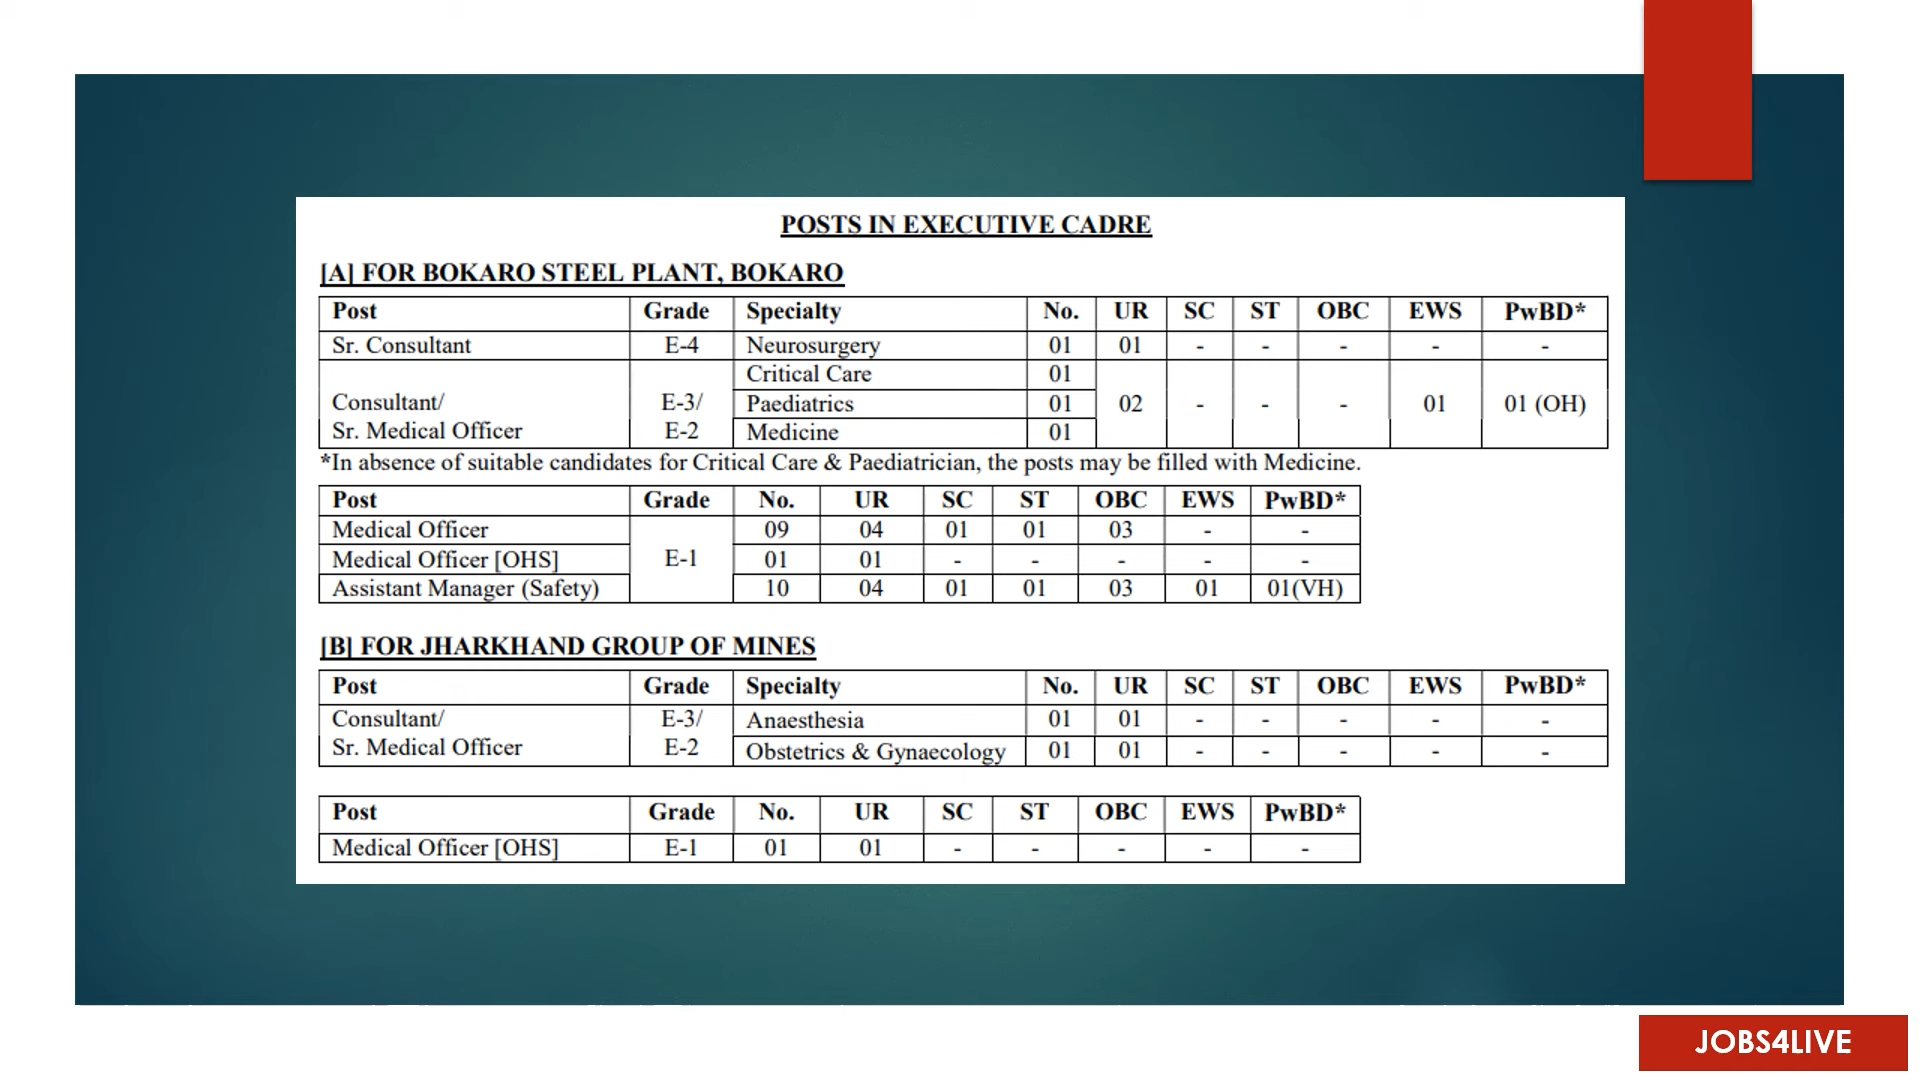 POSTS IN EXECUTIVE CADRE
[A] FOR BOKARO STEEL PLANT, BOKARO
Post Grade Specialty No. UR SC ST OBC EWS PwBD*
Sr. Consultant E-4 Neurosurgery 01 01 - - - - -
Critical Care 01
Consultant/ E-3/ Paediatrics 01 02 - - - 01 01 (OH)
Sr. Medical Officer E-2 Medicine 01
*In absence of suitable candidates for Critical Care & Paediatrician, the posts may be filled with Medicine.
Post Grade No. UR SC ST OBC EWS PwBD*
Medical Officer 09 04 01 01 03 - -
Medical Officer [OHS] E-1 01 01 - - - - -
Assistant Manager (Safety) 10 04 01 01 03 01 01(VH)
[B] FOR JHARKHAND GROUP OF MINES
Post Grade Specialty No. UR SC ST OBC EWS PwBD*
Consultant/ E-3/ Anaesthesia 01 01 - - - - -
Sr. Medical Officer E-2 Obstetrics & Gynaecology 01 01 - - - - -
Post Grade No. UR SC ST OBC EWS PwBD*
Medical Officer [OHS] E-1 01 01 - - - - -
JOBS4LIVE